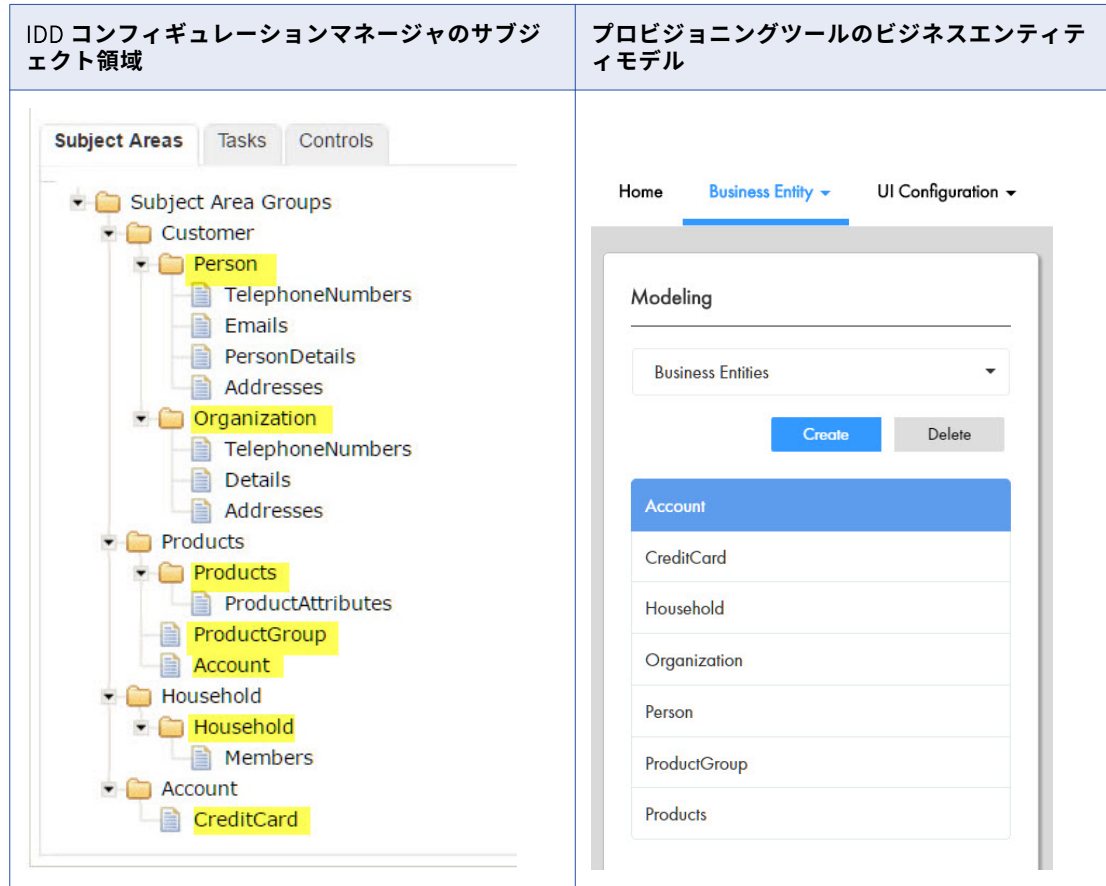 IDD コンフィギュレーションマネージャのサブジ
ェクト領域
プロビジョニングツールのビジネスエンティテ
ィモデル
Subject Areas
Tasks
Controls
Subject Area Groups
Customer
Person
TelephoneNumbers
Emails
PersonDetails
Addresses
Organization
TelephoneNumbers
Details
Addresses
Products
Products
ProductAttributes
ProductGroup
Account
Household
Household
Members
Account
CreditCard
Home
Business Entity
UI Configuration
Modeling
Business Entities
Create
Delete
Account
CreditCard
Household
Organization
Person
ProductGroup
Products